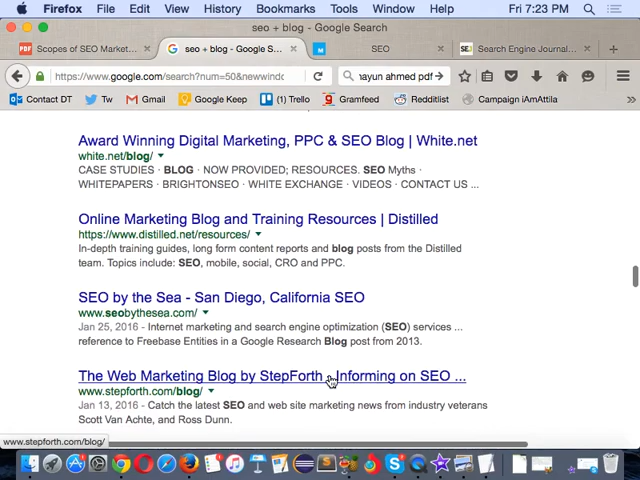 Firefox File Edit View History Bookmarks Tools Window Help Fri 7:23 PM
seo + blog - Google Search
Scopes of SEO Market... × seo + blog - Google S... × SEO × Search Engine Journal... × +
https://www.google.com/search?num=50&newwindo
nayun ahmed pdf
Contact DT Tw Gmail Google Keep (1) Trello Gramfeed Redditlist Campaign iAmAttila
Award Winning Digital Marketing, PPC & SEO Blog | White.net
white.net/blog/
CASE STUDIES · BLOG · NOW PROVIDED; RESOURCES. SEO Myths ·
WHITEPAPERS · BRIGHTONSEO · WHITE EXCHANGE · VIDEOS · CONTACT US ...
Online Marketing Blog and Training Resources | Distilled
https://www.distilled.net/resources/
In-depth training guides, long form content reports and blog posts from the Distilled
team. Topics include: SEO, mobile, social, CRO and PPC.
SEO by the Sea - San Diego, California SEO
www.seobythesea.com/
Jan 25, 2016 - Internet marketing and search engine optimization (SEO) services ...
reference to Freebase Entities in a Google Research Blog post from 2013.
The Web Marketing Blog by StepForth - Informing on SEO ...
www.stepforth.com/blog/
Jan 13, 2016 - Catch the latest SEO and web site marketing news from industry veterans
Scott Van Achte, and Ross Dunn.
www.stepforth.com/blog/